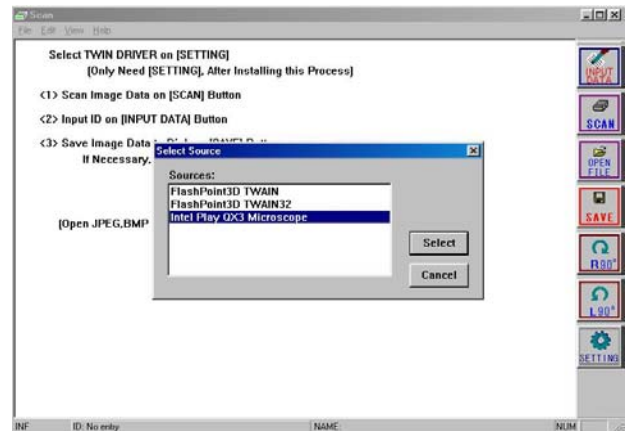 Scan
File Edit View Help
Select TWIN DRIVER on [SETTING]
[Only Need [SETTING], After Installing this Process]
<1> Scan Image Data on [SCAN] Button
<2> Input ID on [INPUT DATA] Button
<3> Save Image Data
If Necessary,
[Open JPEG,BMP
Select Source
Sources:
FlashPoint3D TWAIN
FlashPoint3D TWAIN32
Intel Play QX3 Microscope
Select
Cancel
INPUT
DATA
SCAN
OPEN
FILE
SAVE
R90°
L90°
SETTING
INF ID: No entry NAME: NUM